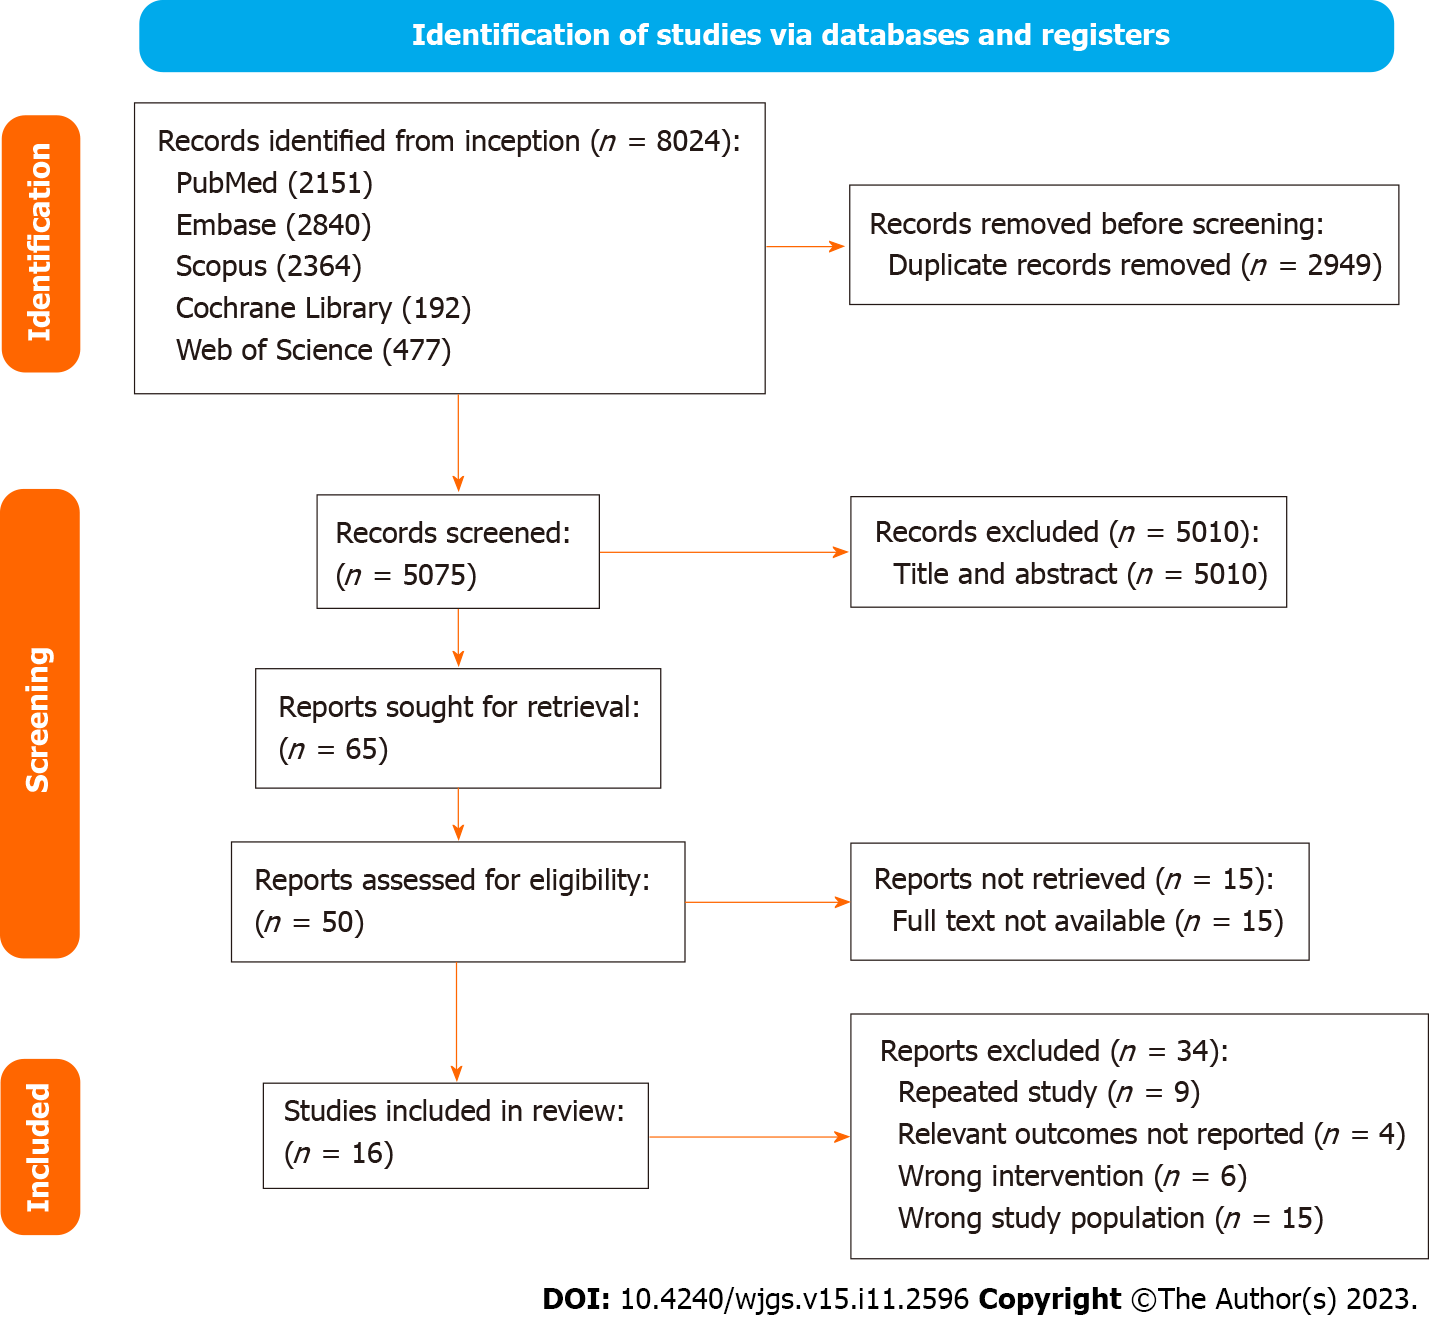 Identification of studies via databases and registers
Identification
Records identified from inception (n = 8024):
PubMed (2151)
Embase (2840)
Scopus (2364)
Cochrane Library (192)
Web of Science (477)
Records removed before screening:
Duplicate records removed (n = 2949)
Screening
Records screened:
(n = 5075)
Records excluded (n = 5010):
Title and abstract (n = 5010)
Reports sought for retrieval:
(n = 65)
Reports assessed for eligibility:
(n = 50)
Reports not retrieved (n = 15):
Full text not available (n = 15)
Included
Studies included in review:
(n = 16)
Reports excluded (n = 34):
Repeated study (n = 9)
Relevant outcomes not reported (n = 4)
Wrong intervention (n = 6)
Wrong study population (n = 15)
DOI: 10.4240/wjgs.v15.i11.2596 Copyright ©The Author(s) 2023.